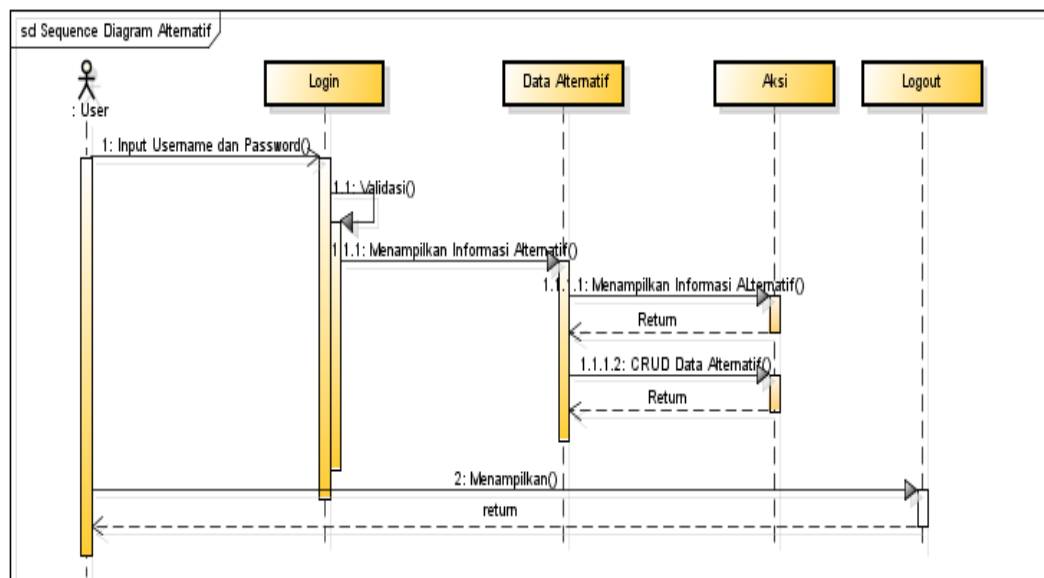 sd Sequence Diagram Alternatif
Login
Data Alternatif
Aksi
Logout
: User
1: Input Username dan Password()
1.1: Validasi()
1.1.1: Menampilkan Informasi Alternatif()
1.1.1.1: Menampilkan Informasi ALternatif()
Return
1.1.1.2: CRUD Data Alternatif()
Return
2: Menampilkan()
return